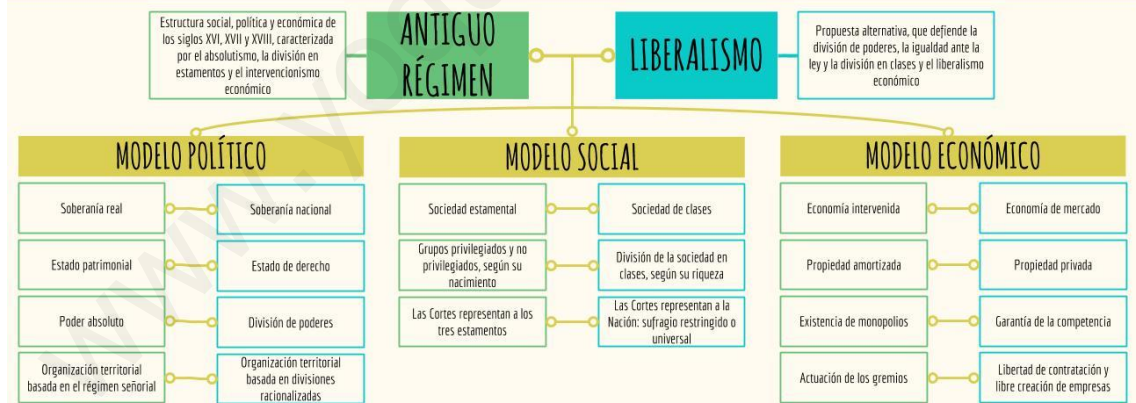 Estructura social, política y económica de
los siglos XVI, XVII y XVIII, caracterizada
por el absolutismo, la división en
estamentos y el intervencionismo
económico
ANTIGUO
RÉGIMEN
LIBERALISMO
Propuesta alternativa, que defiende la
división de poderes, la igualdad ante la
ley y la división en clases y el liberalismo
económico
MODELO POLÍTICO
Soberanía real
Soberanía nacional
Estado patrimonial
Estado de derecho
Poder absoluto
División de poderes
Organización territorial
basada en el régimen señorial
Organización territorial
basada en divisiones
racionalizadas
MODELO SOCIAL
Sociedad estamental
Sociedad de clases
Grupos privilegiados y no
privilegiados, según su
nacimiento
División de la sociedad en
clases, según su riqueza
Las Cortes representan a los
tres estamentos
Las Cortes representan a la
Nación: sufragio restringido o
universal
MODELO ECONÓMICO
Economía intervenida
Economía de mercado
Propiedad amortizada
Propiedad privada
Existencia de monopolios
Garantía de la competencia
Actuación de los gremios
Libertad de contratación y
libre creación de empresas